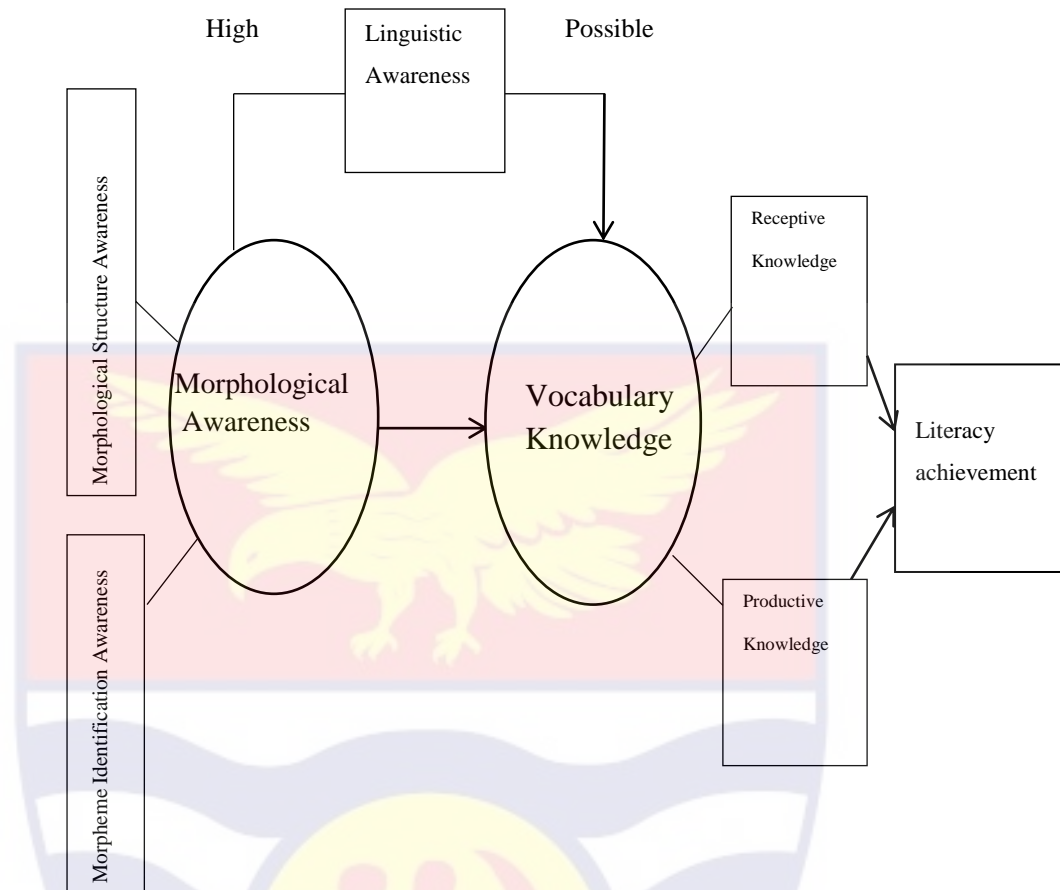 High
Linguistic
Awareness
Possible
Morphological Structure Awareness
Receptive
Knowledge
Morphological
Awareness
Vocabulary
Knowledge
Literacy
achievement
Morpheme Identification Awareness
Productive
Knowledge